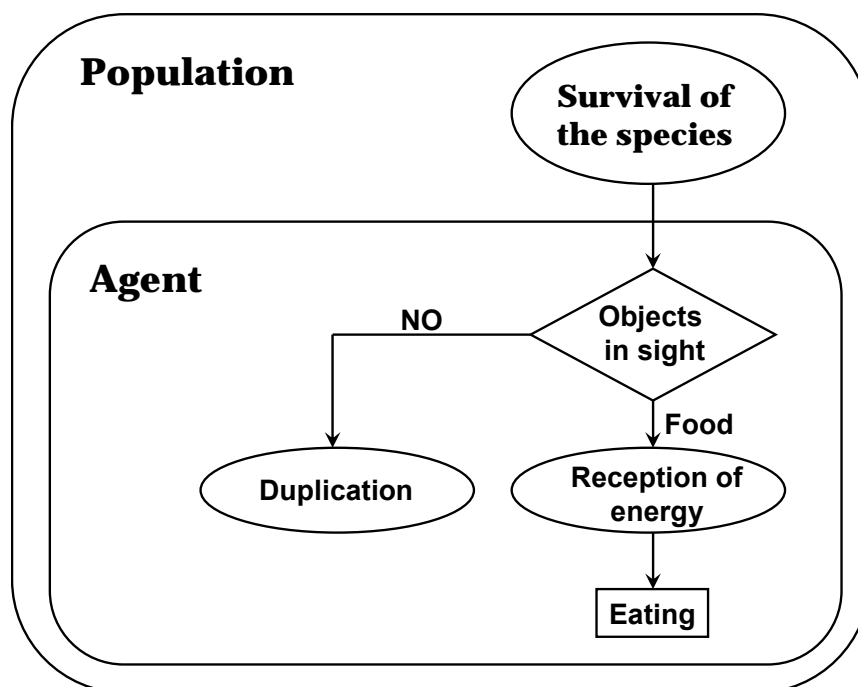 Population
Survival of
the species
Agent
NO
Objects
in sight
Food
Duplication
Reception of
energy
Eating